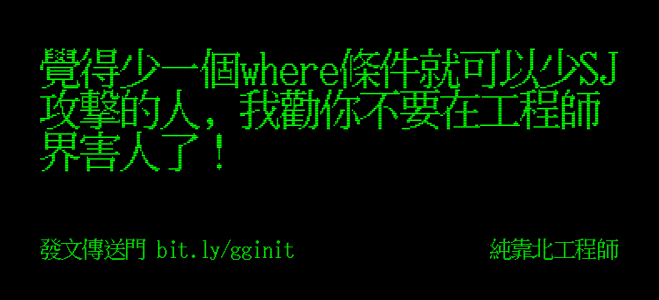 覺得少一個where條件就可以少SJ
攻擊的人, 我勸你不要在工程師
界害人了！
發文傳送門 bit.ly/gginit
純靠北工程師